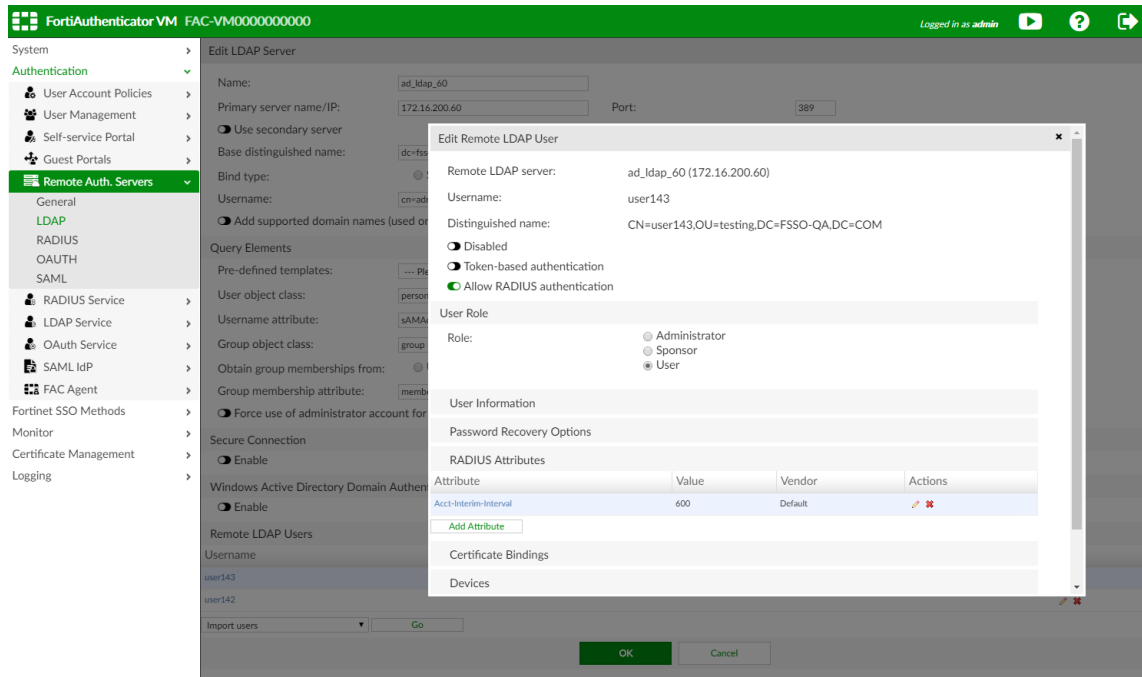 FortiAuthenticator VM FAC-VM0000000000
Logged in as admin
System
Authentication
User Account Policies
User Management
Self-service Portal
Guest Portals
Remote Auth. Servers
General
LDAP
RADIUS
OAUTH
SAML
RADIUS Service
LDAP Service
OAuth Service
SAML IdP
FAC Agent
Fortinet SSO Methods
Monitor
Certificate Management
Logging
Edit LDAP Server
Name: ad_ldap_60
Primary server name/IP: 172.16.200.60 Port: 389
Use secondary server
Base distinguished name:
Bind type:
Username:
Add supported domain names (used
Query Elements
Pre-defined templates: ---
User object class: person
Username attribute:
Group object class: group
Obtain group memberships from:
Group membership attribute:
Force use of administrator account for
Secure Connection
Enable
Windows Active Directory Domain
Enable
Remote LDAP Users
Username
user143
user142
Import users Go
OK Cancel
Edit Remote LDAP User
Remote LDAP server: ad_ldap_60 (172.16.200.60)
Username: user143
Distinguished name: CN=user143,OU=testing,DC=FSSO-QA,DC=COM
Disabled
Token-based authentication
Allow RADIUS authentication
User Role
Role: Administrator
Sponsor
User
User Information
Password Recovery Options
RADIUS Attributes
Attribute Value Vendor Actions
Acct-Interim-Interval 600 Default
Add Attribute
Certificate Bindings
Devices